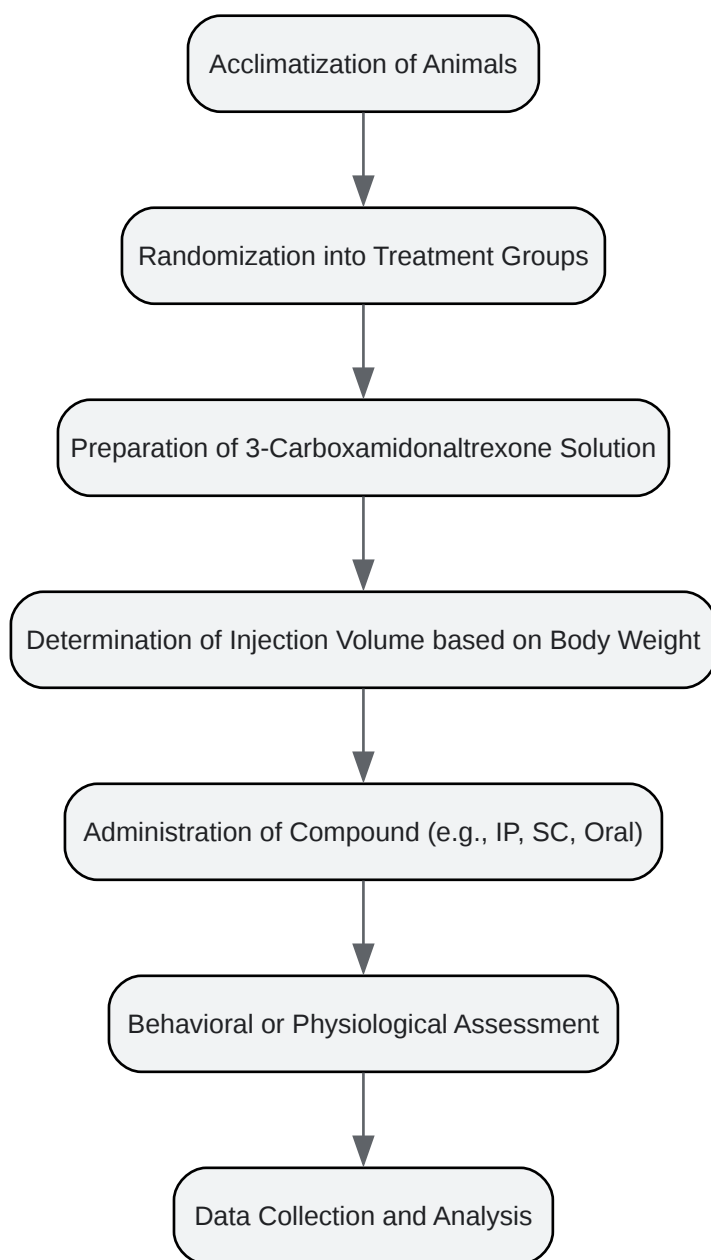 Acclimatization of Animals
Randomization into Treatment Groups
Preparation of 3-Carboxamidonaltrexone Solution
Determination of Injection Volume based on Body Weight
Administration of Compound (e.g., IP, SC, Oral)
Behavioral or Physiological Assessment
Data Collection and Analysis